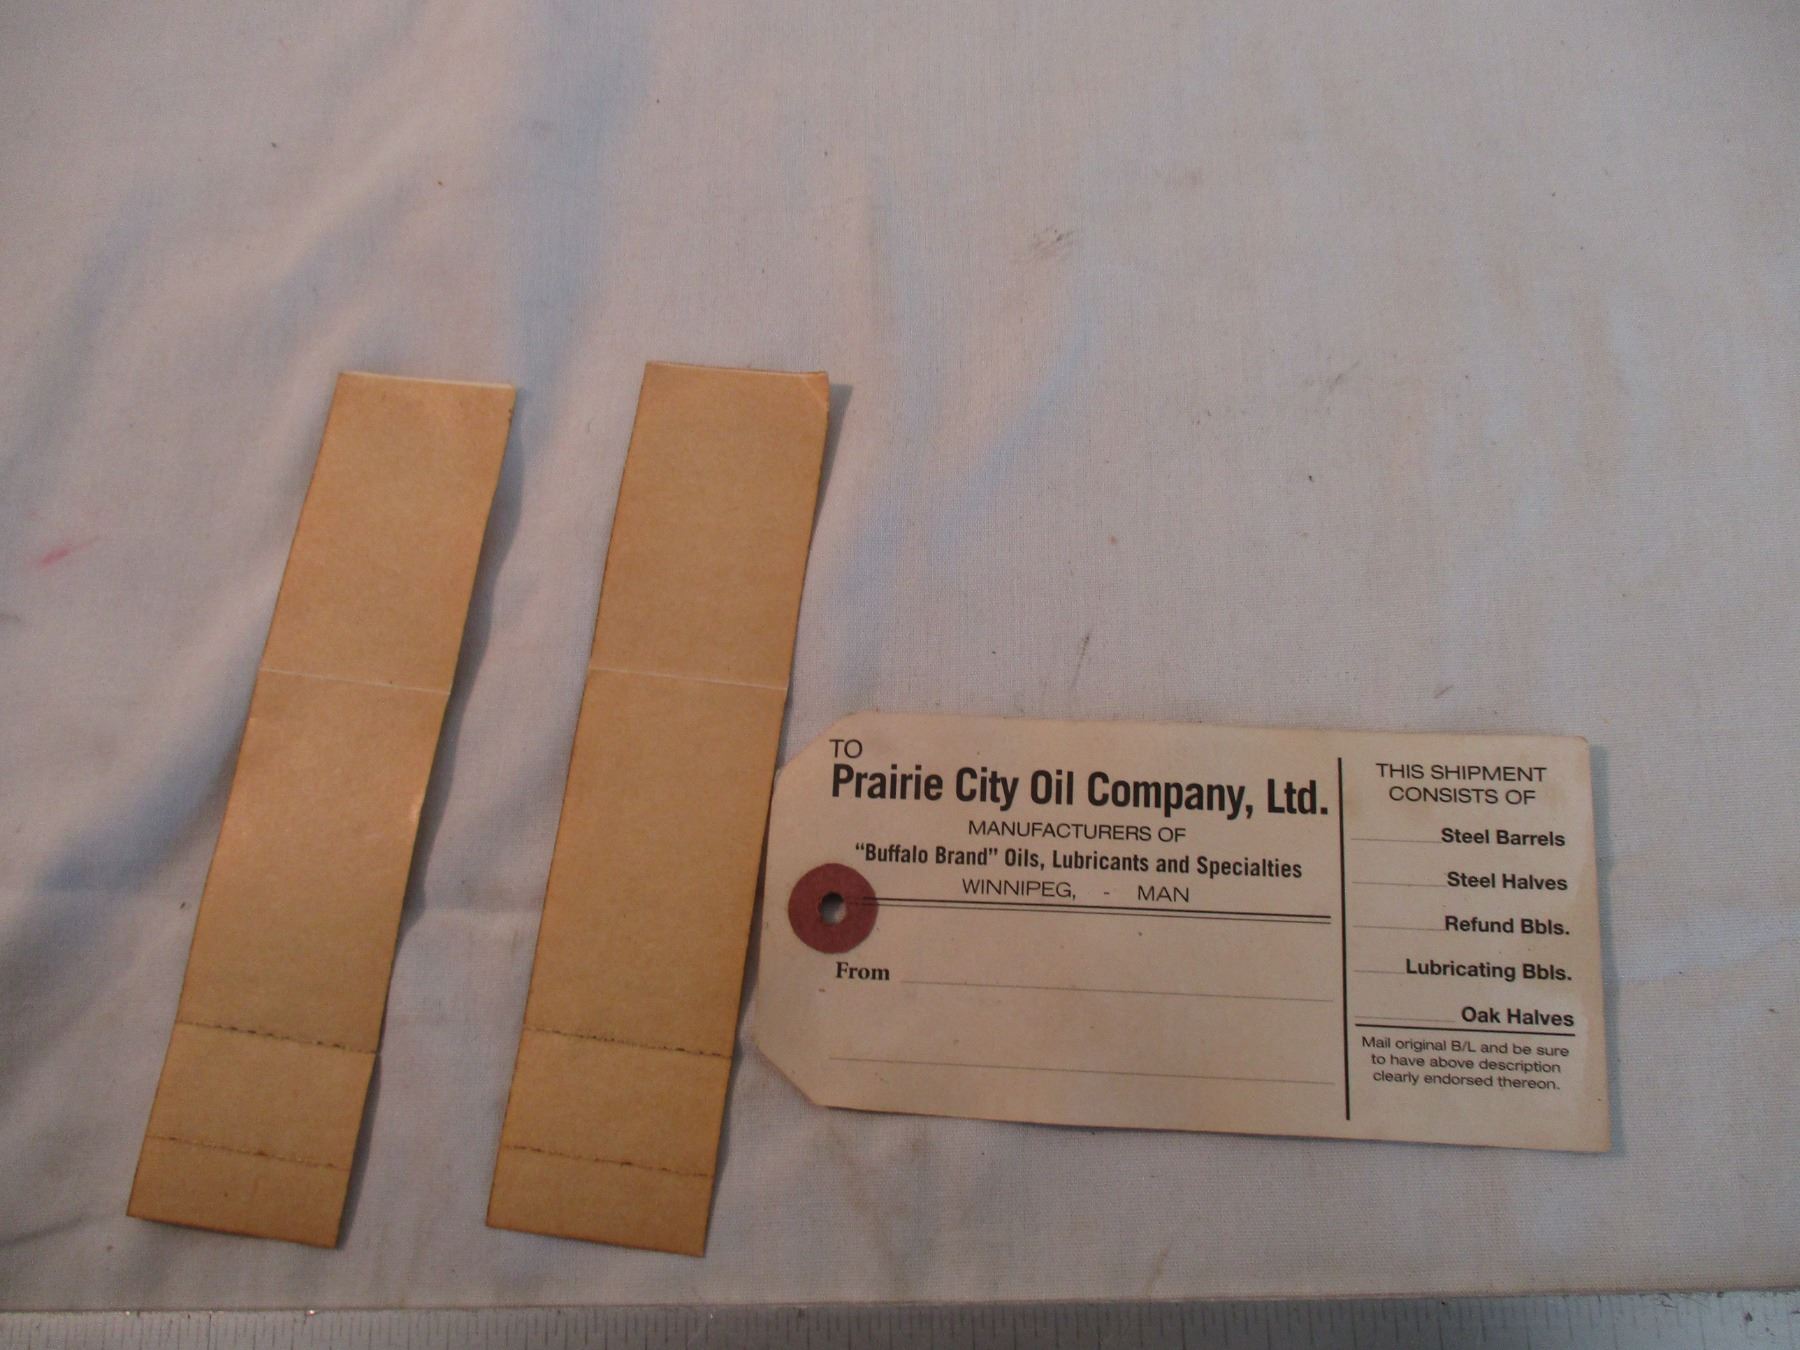 TO
Prairie City Oil Company, Ltd.
MANUFACTURERS OF
“Buffalo Brand” Oils, Lubricants and Specialties
WINNIPEG, - MAN
From
THIS SHIPMENT
CONSISTS OF
Steel Barrels
Steel Halves
Refund Bbls.
Lubricating Bbls.
Oak Halves
Mail original B/L and be sure
to have above description
clearly endorsed thereon.